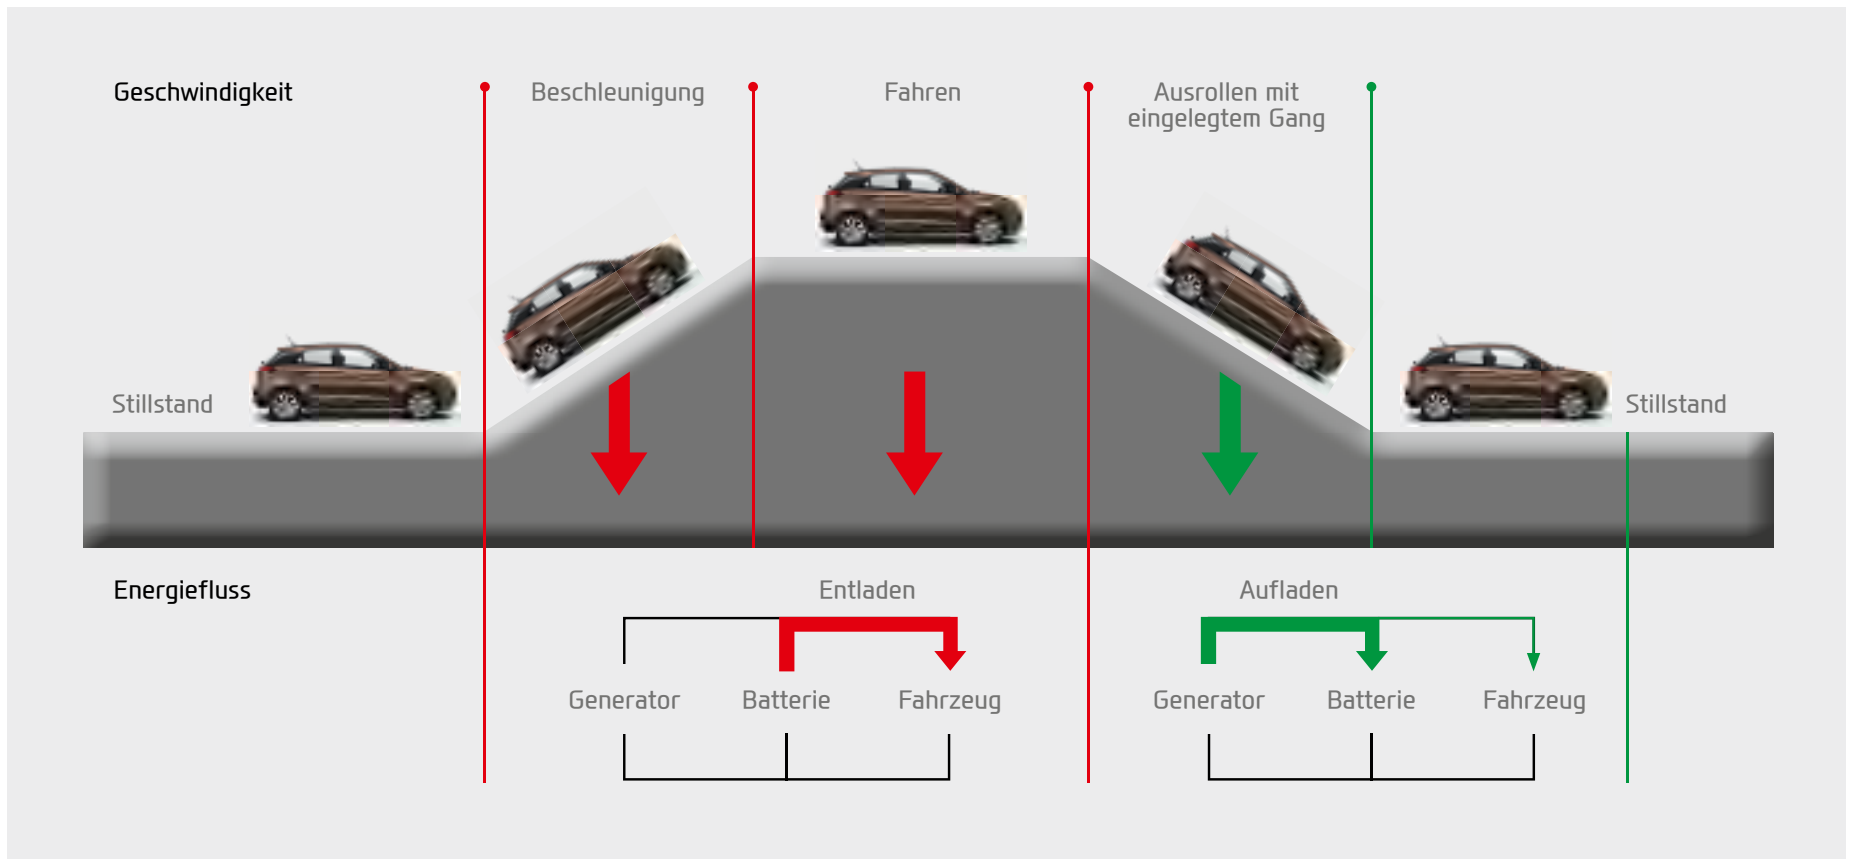 Geschwindigkeit
Beschleunigung
Fahren
Ausrollen mit
eingelegtem Gang
Stillstand
Stillstand
Energiefluss
Entladen
Aufladen
Generator
Batterie
Fahrzeug
Generator
Batterie
Fahrzeug